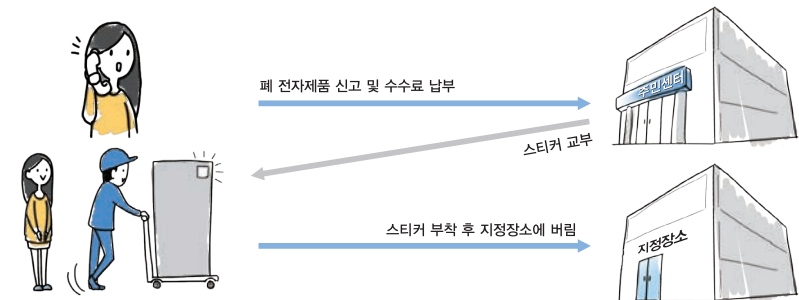 폐 전자제품 신고 및 수수료 납부
주민센터
스티커 교부
스티커 부착 후 지정장소에 버림
지정장소